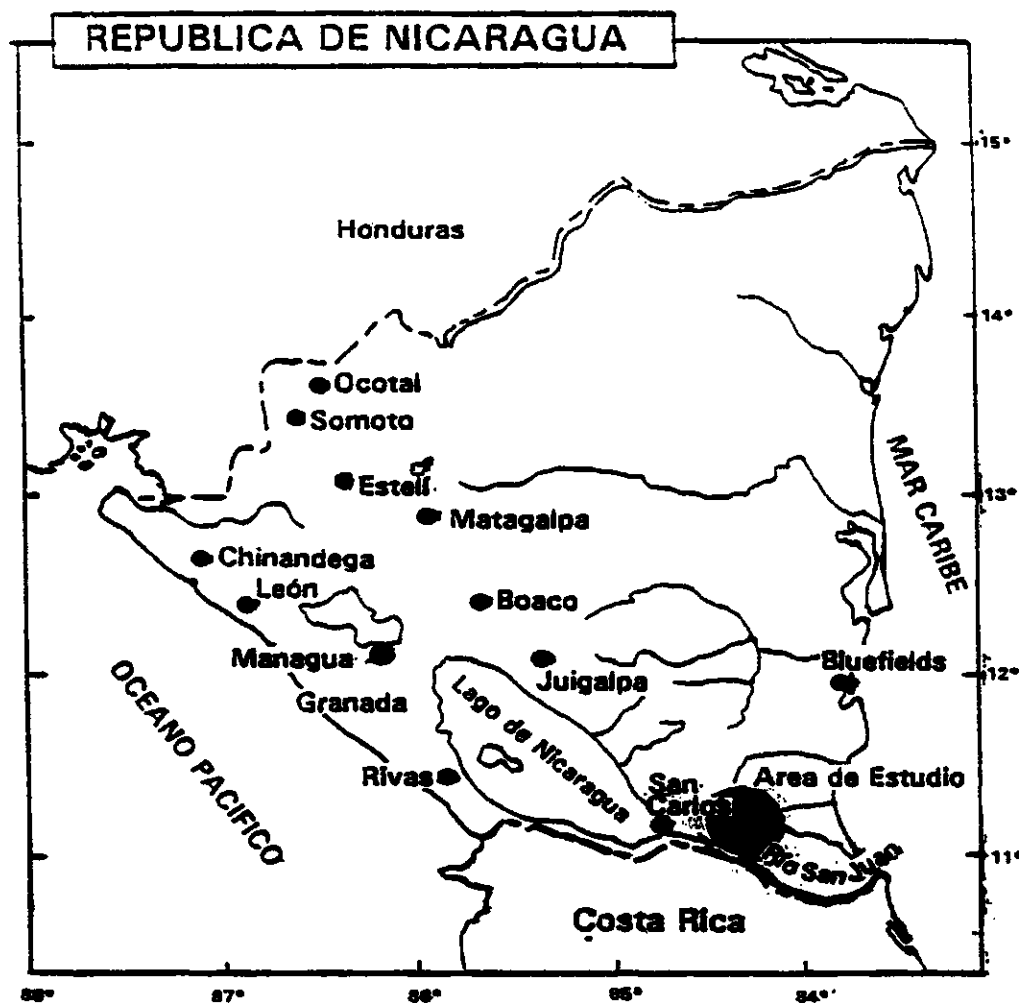 REPUBLICA DE NICARAGUA
15°
Honduras
14°
Ocotal
Somoto
MAR CARIBE
Estelí
13°
Matagalpa
Chinandega
León
Boaco
Managua
Juigalpa
Bluefields
12°
Granada
OCEANO PACIFICO
Lago de Nicaragua
Rivas
San
Carlos
Area de Estudio
11°
Río San Juan
Costa Rica
88°
87°
86°
85°
84°